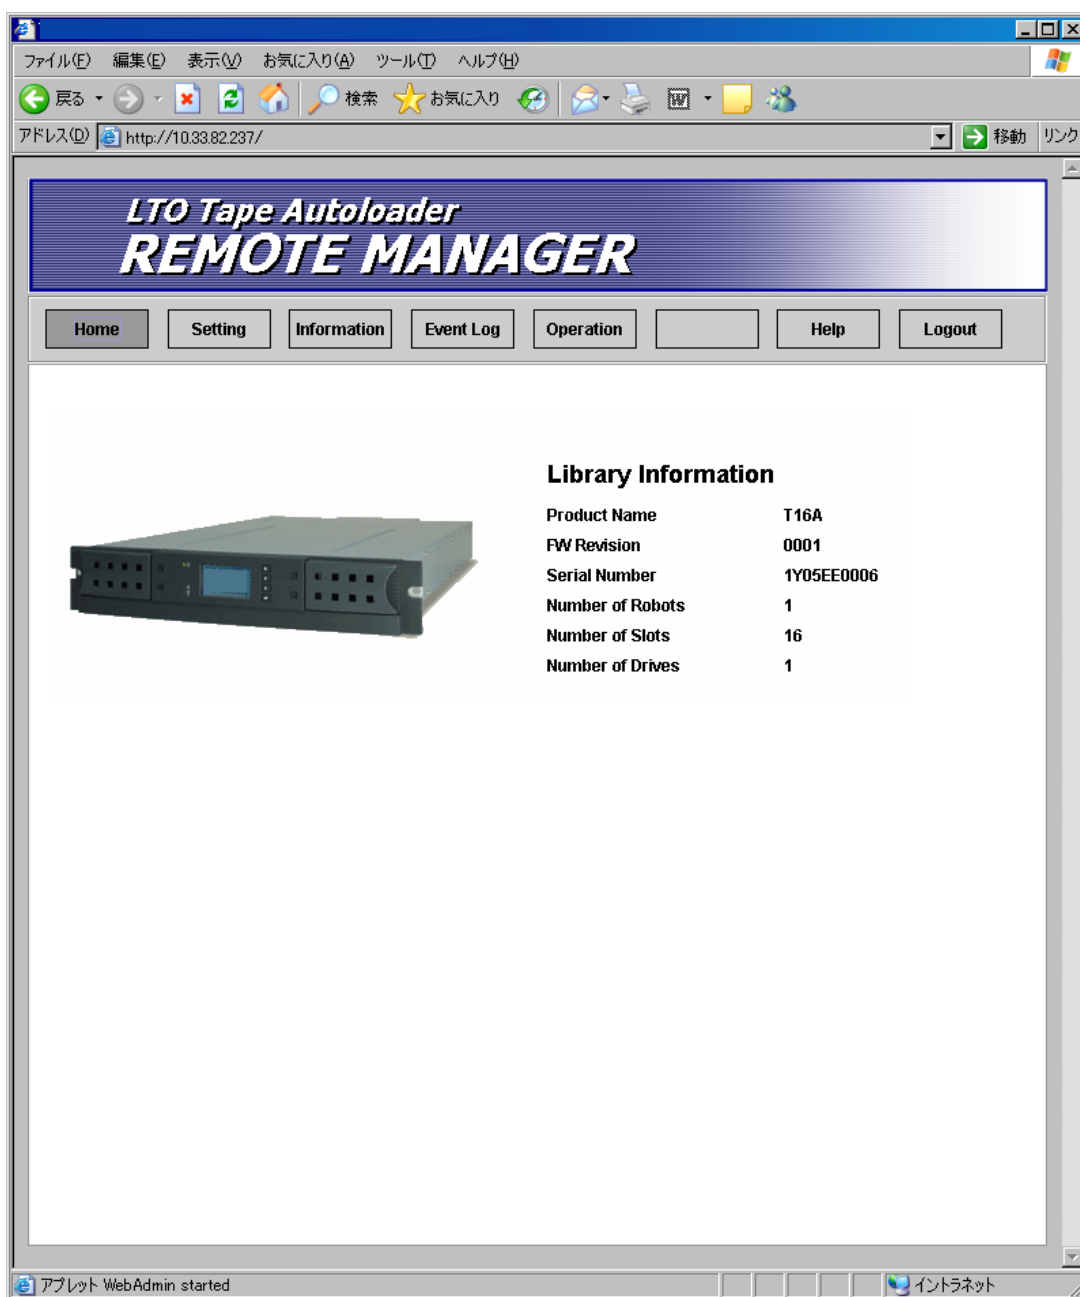 ファイル(F) 編集(E) 表示(V) お気に入り(A) ツール(T) ヘルプ(H)
戻る 検索 お気に入り
アドレス(D) http://10.33.82.237/ 移動 リンク
LTO Tape Autoloader
REMOTE MANAGER
Home Setting Information Event Log Operation Help Logout
Library Information
Product Name T16A
FW Revision 0001
Serial Number 1Y05EE0006
Number of Robots 1
Number of Slots 16
Number of Drives 1
アプレット WebAdmin started イントラネット